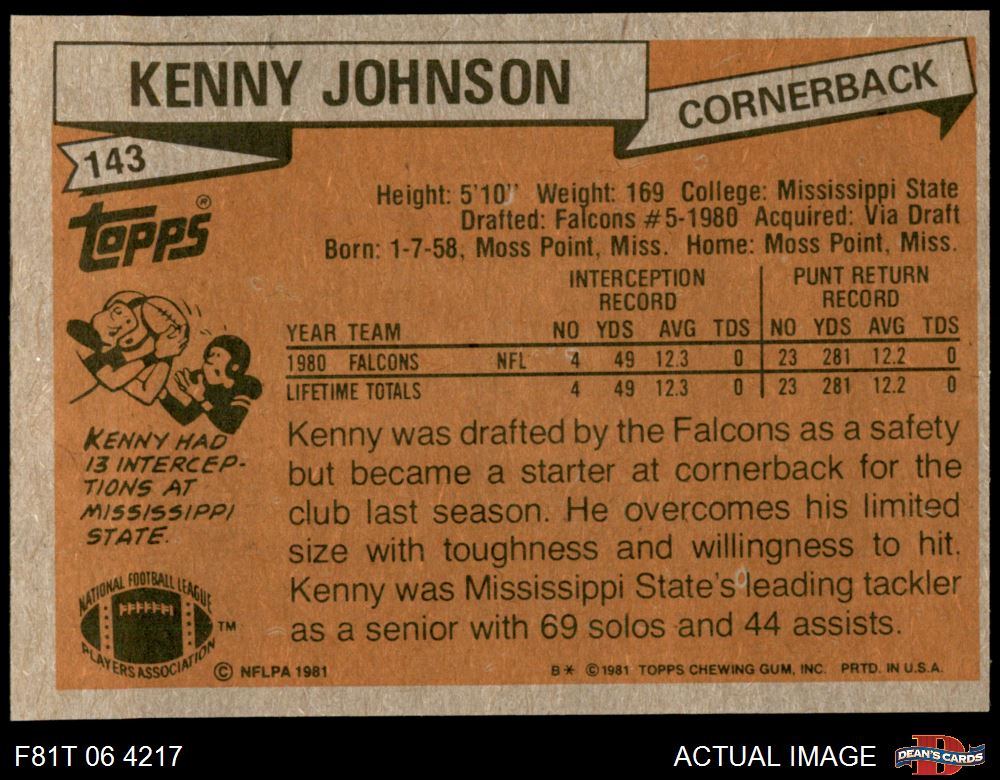 KENNY JOHNSON
CORNERBACK
143
TOPPS®
Height: 5'10" Weight: 169 College: Mississippi State
Drafted: Falcons #5-1980 Acquired: Via Draft
Born: 1-7-58, Moss Point, Miss. Home: Moss Point, Miss.
INTERCEPTION RECORD PUNT RETURN RECORD
YEAR TEAM NO YDS AVG TDS NO YDS AVG TDS
1980 FALCONS NFL 4 49 12.3 0 23 281 12.2 0
LIFETIME TOTALS 4 49 12.3 0 23 281 12.2 0
KENNY HAD
13 INTERCEP-
TIONS AT
MISSISSIPPI
STATE.
Kenny was drafted by the Falcons as a safety
but became a starter at cornerback for the
club last season. He overcomes his limited
size with toughness and willingness to hit.
Kenny was Mississippi State's leading tackler
as a senior with 69 solos and 44 assists.
NATIONAL FOOTBALL LEAGUE
PLAYERS ASSOCIATION
TM
© NFLPA 1981
B* © 1981 TOPPS CHEWING GUM, INC. PRTD. IN U.S.A.
F81T 06 4217
ACTUAL IMAGE
DEAN'S CARDS